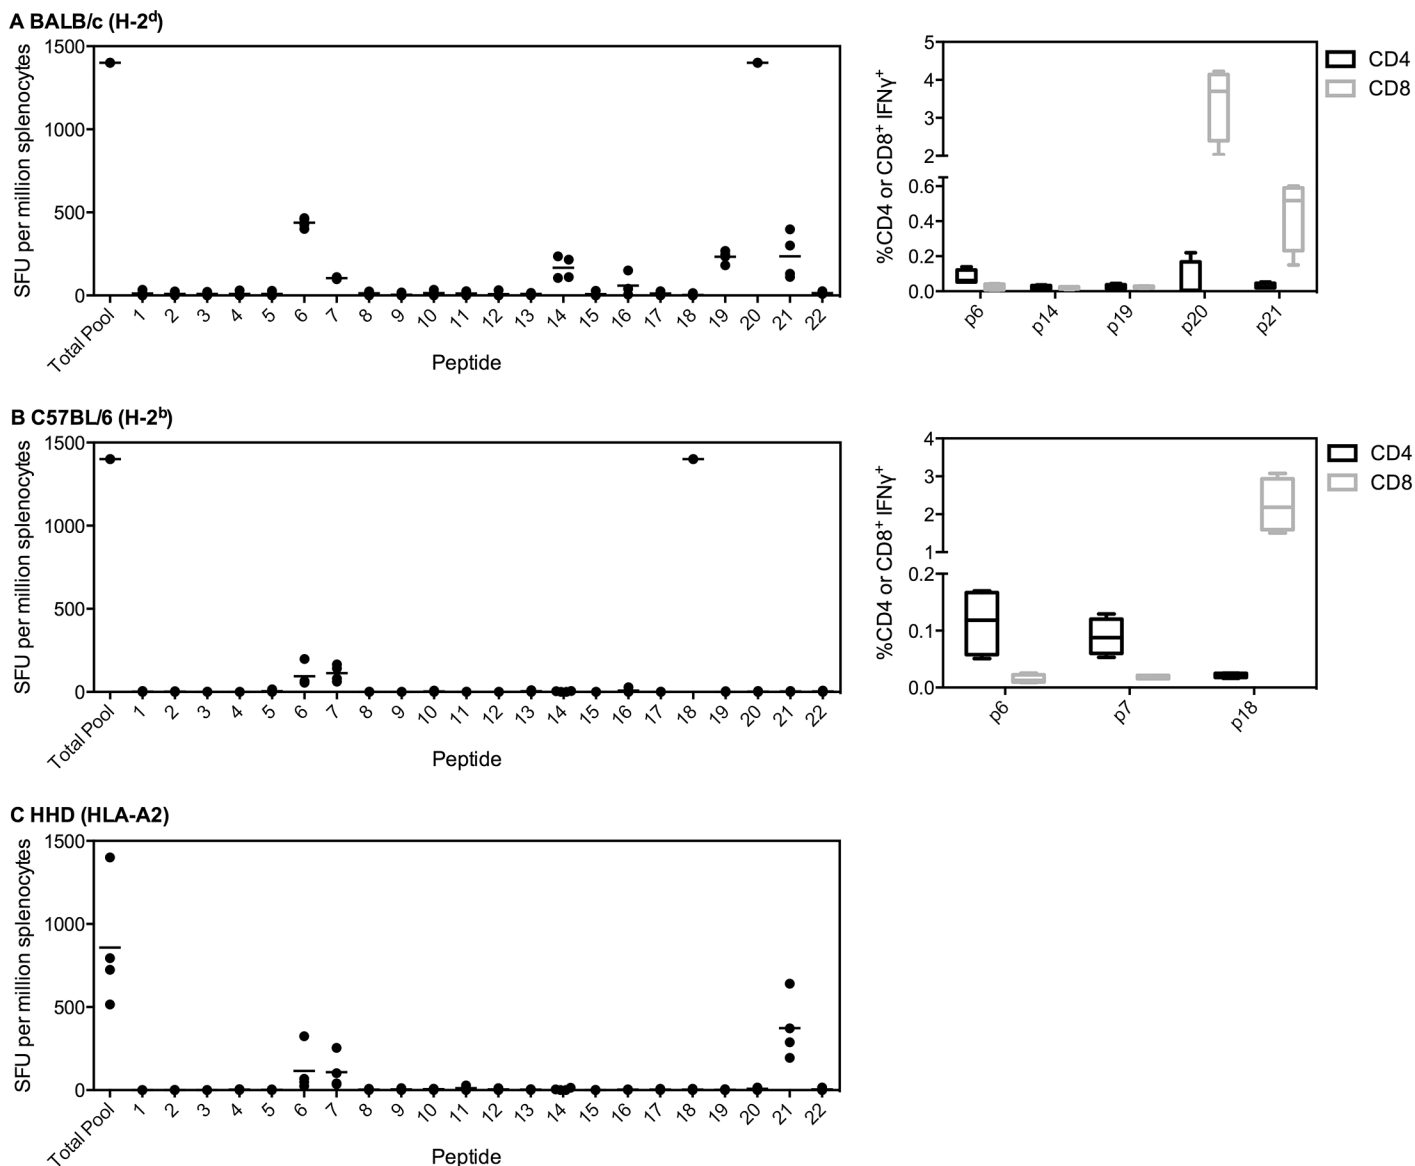 A BALB/c (H-2ᵈ)
SFU per million splenocytes
1500
1000
500
0
Total Pool 1 2 3 4 5 6 7 8 9 10 11 12 13 14 15 16 17 18 19 20 21 22
Peptide
%CD4 or CD8⁺ IFNγ⁺
5
4
3
2
0.6
0.4
0.2
0.0
p6 p14 p19 p20 p21
CD4
CD8
B C57BL/6 (H-2ᵇ)
SFU per million splenocytes
1500
1000
500
0
Total Pool 1 2 3 4 5 6 7 8 9 10 11 12 13 14 15 16 17 18 19 20 21 22
Peptide
%CD4 or CD8⁺ IFNγ⁺
4
3
2
1
0.2
0.1
0.0
p6 p7 p18
CD4
CD8
C HHD (HLA-A2)
SFU per million splenocytes
1500
1000
500
0
Total Pool 1 2 3 4 5 6 7 8 9 10 11 12 13 14 15 16 17 18 19 20 21 22
Peptide